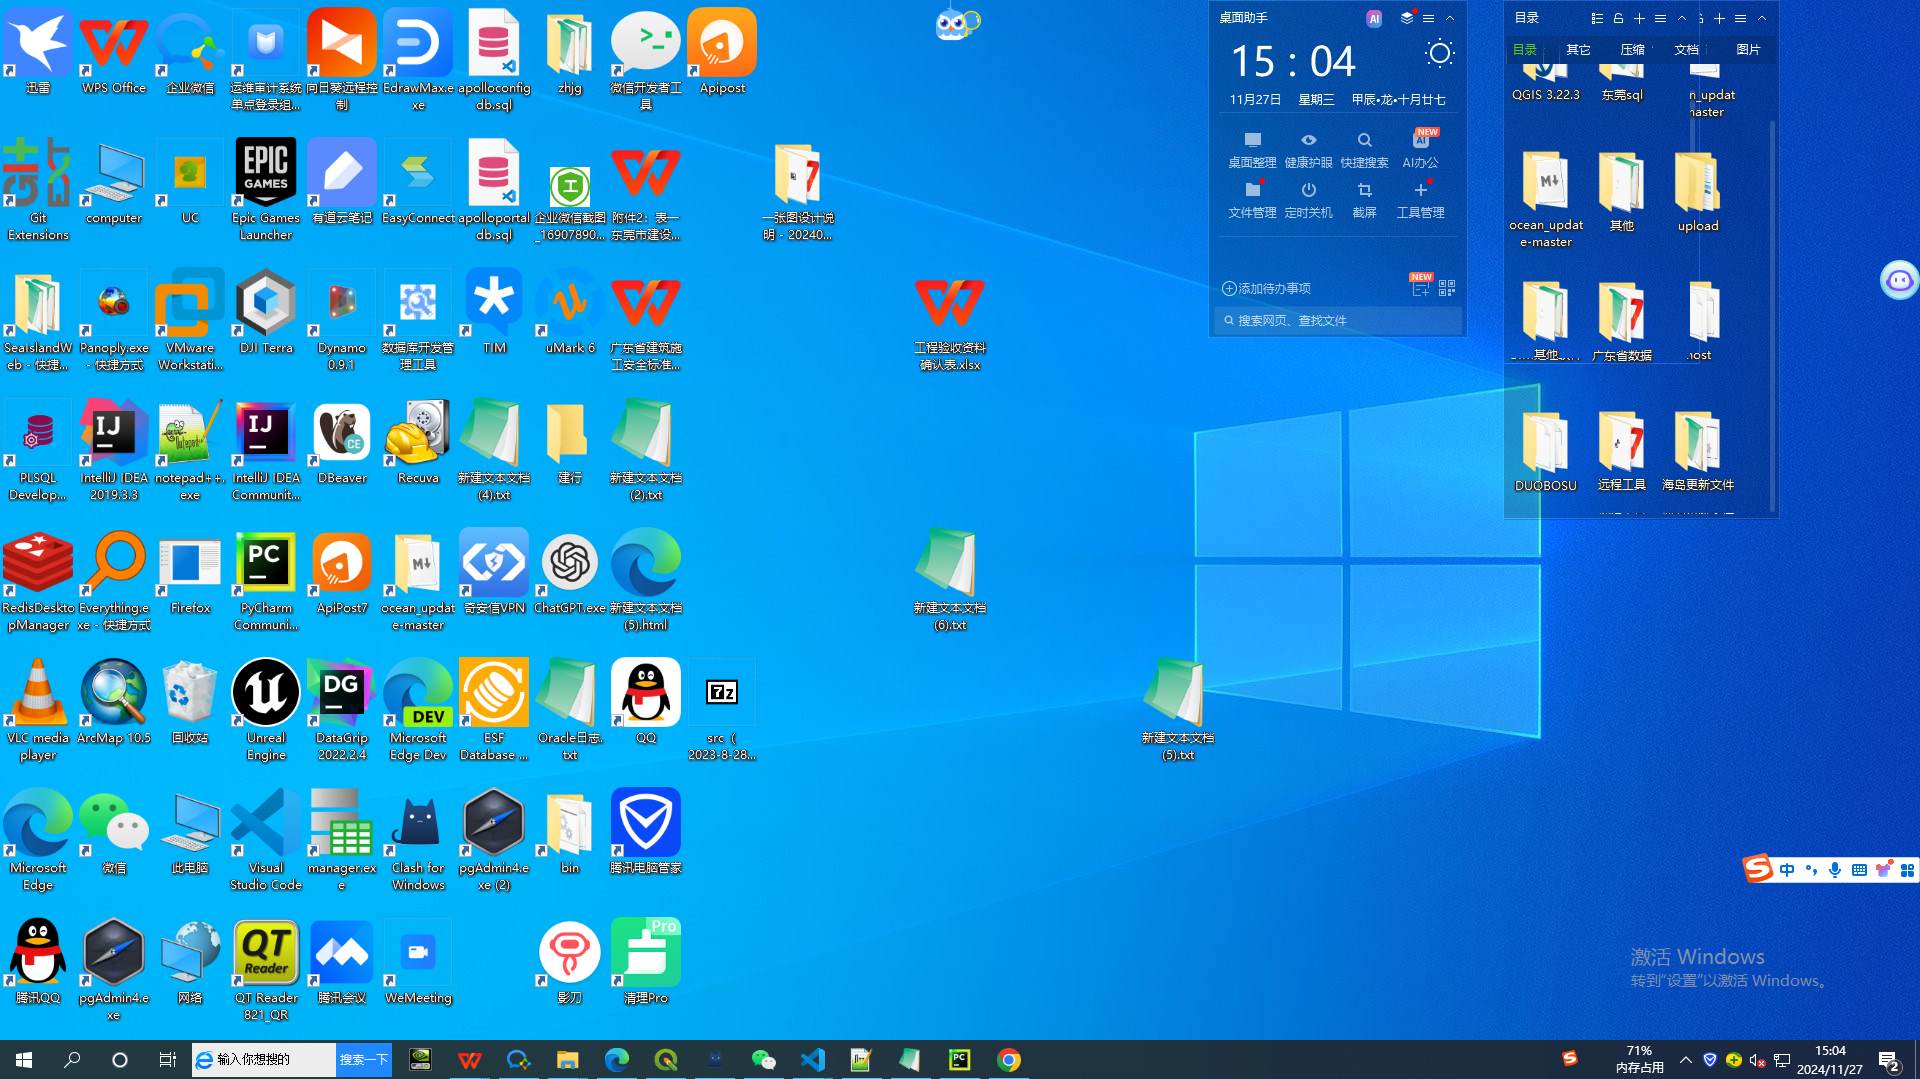 迅雷
WPS Office
企业微信
运维审计系统
单点登录组...
向日葵远程控
制
EdrawMax.e
xe
apolloconfig
db.sql
zhjg
微信开发者工
具
Apipost
Git
Extensions
computer
UC
Epic Games
Launcher
有道云笔记
EasyConnect
apolloportal
db.sql
企业微信截图
_16907890...
附件2：表一
东莞市建设...
一张图设计说
明 - 20240...
SeaIslandW
eb - 快捷...
Panoply.exe
- 快捷方式
VMware
Workstati...
DJI Terra
Dynamo
0.9.1
数据库开发管
理工具
TIM
uMark 6
广东省建筑施
工安全标准...
工程验收资料
确认表.xlsx
PLSQL
Develop...
IntelliJ IDEA
2019.3.3
notepad++.
exe
IntelliJ IDEA
Communit...
DBeaver
Recuva
新建文本文档
(4).txt
建行
新建文本文档
(2).txt
RedisDeskto
pManager
Everything.e
xe - 快捷方式
Firefox
PyCharm
Communi...
ApiPost7
ocean_updat
e-master
奇安信VPN
ChatGPT.exe
新建文本文档
(5).html
新建文本文档
(6).txt
VLC media
player
ArcMap 10.5
回收站
Unreal
Engine
DataGrip
2022.2.4
Microsoft
Edge Dev
ESF
Database ...
Oracle日志.
txt
QQ
src（
2023-8-28...
新建文本文档
(5).txt
Microsoft
Edge
微信
此电脑
Visual
Studio Code
manager.ex
e
Clash for
Windows
pgAdmin4.e
xe (2)
bin
腾讯电脑管家
腾讯QQ
pgAdmin4.e
xe
网络
QT Reader
821_QR
腾讯会议
WeMeeting
影刀
清理Pro
桌面助手
AI
15 : 04
11月27日 星期三 甲辰•龙•十月廿七
桌面整理 健康护眼 快捷搜索 AI办公
NEW
文件管理 定时关机 截屏 工具管理
添加待办事项
NEW
搜索网页、查找文件
目录
目录 其它 压缩 文档 图片
QGIS 3.22.3
东莞sql
n_updat
master
ocean_updat
e-master
其他
upload
其他
广东省数据
host
DUOBOSU
远程工具
海岛更新文件
中
激活 Windows
转到“设置”以激活 Windows。
输入你想搜的
搜索一下
71%
内存占用
15:04
2024/11/27
2